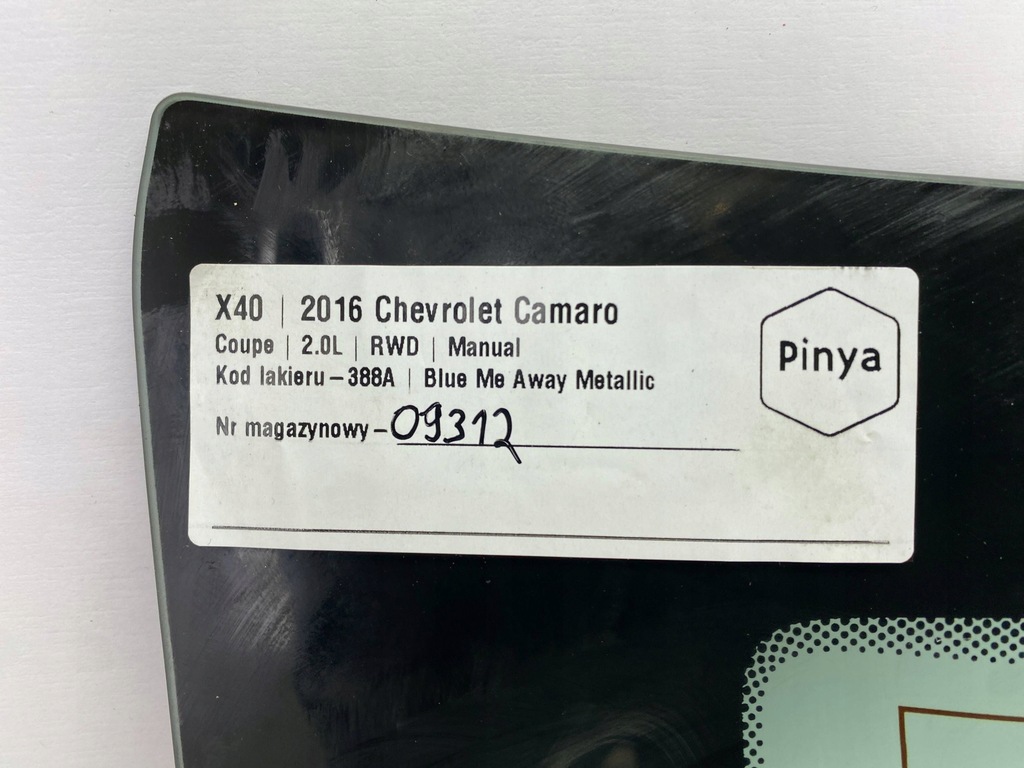 X40 | 2016 Chevrolet Camaro
Coupe | 2.0L | RWD | Manual
Kod lakieru – 388A | Blue Me Away Metallic
Nr magazynowy – 09312
Pinya